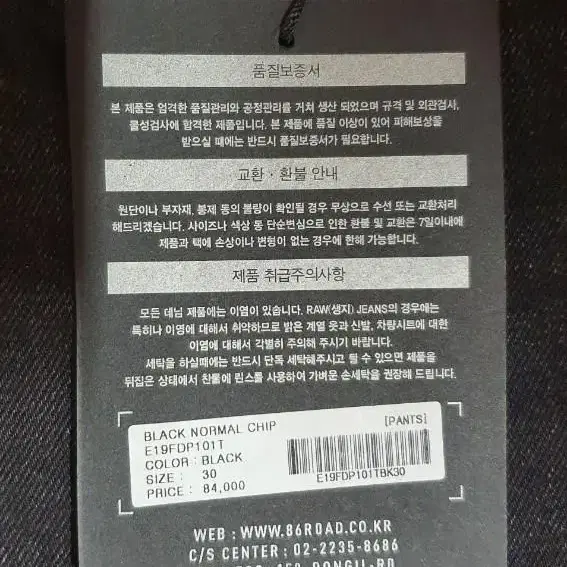 품질보증서
본 제품은 엄격한 품질관리와 공정관리를 거쳐 생산 되었으며 규격 및 외관검사,
물성검사에 합격한 제품입니다. 본 제품에 품질 이상이 있어 피해보상을
받으실 때에는 반드시 품질보증서가 필요합니다.
교환 · 환불 안내
원단이나 부자재, 봉제 등의 불량이 확인될 경우 무상으로 수선 또는 교환처리
해드리겠습니다. 사이즈나 색상 등 단순변심으로 인한 환불 및 교환은 7일이내에
제품과 택에 손상이나 변형이 없는 경우에 한해 가능합니다.
제품 취급주의사항
모든 데님 제품에는 이염이 있습니다. RAW(생지) JEANS의 경우에는
특히나 이염에 대해서 취약하므로 밝은 계열 옷과 신발, 차량시트에 대한
이염에 대해서 각별히 주의해 주시기 바랍니다.
세탁을 하실때에는 반드시 단독 세탁해주시고 될 수 있으면 제품을
뒤집은 상태에서 찬물에 린스를 사용하여 가벼운 손세탁을 권장해 드립니다.
BLACK NORMAL CHIP [PANTS]
E19FDP101T
COLOR : BLACK
SIZE : 30
PRICE : 84,000
E19FDP101TBK30
WEB : WWW.86ROAD.CO.KR
C/S CENTER : 02-2235-8686